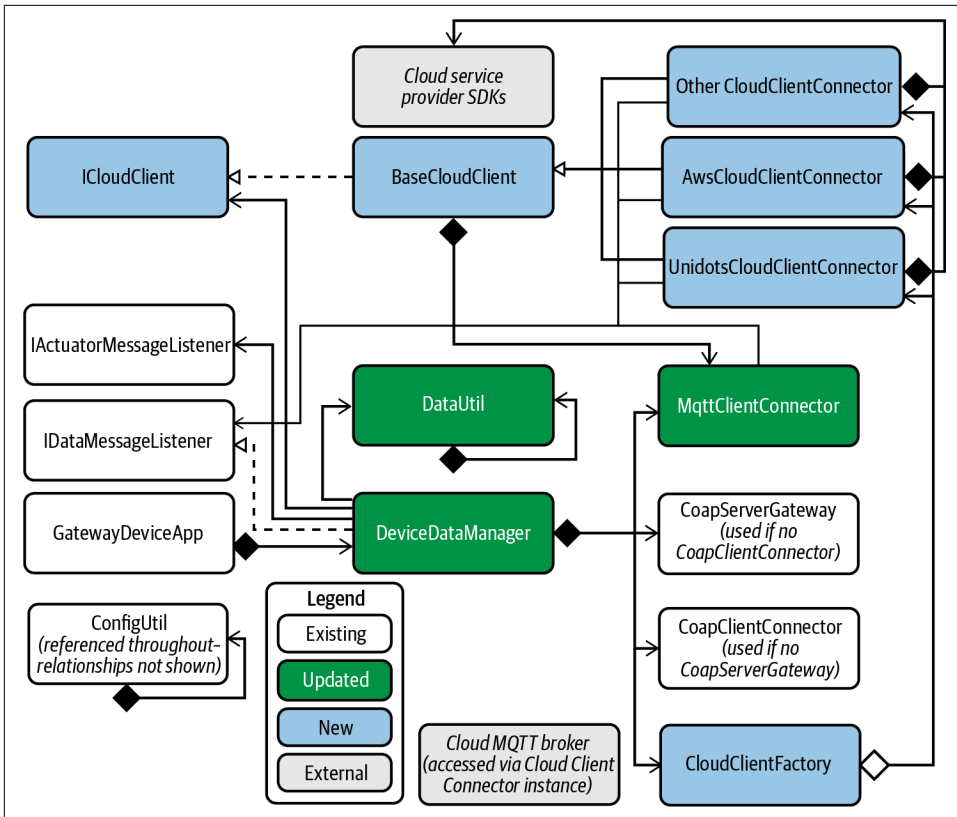 Cloud service
provider SDKs
Other CloudClientConnector
ICloudClient
BaseCloudClient
AwsCloudClientConnector
UnidotsCloudClientConnector
IActuatorMessageListener
DataUtil
MqttClientConnector
IDataMessageListener
GatewayDeviceApp
DeviceDataManager
CoapServerGateway
(used if no
CoapClientConnector)
ConfigUtil
(referenced throughout–
relationships not shown)
Legend
Existing
Updated
New
External
CoapClientConnector
(used if no
CoapServerGateway)
Cloud MQTT broker
(accessed via Cloud Client
Connector instance)
CloudClientFactory